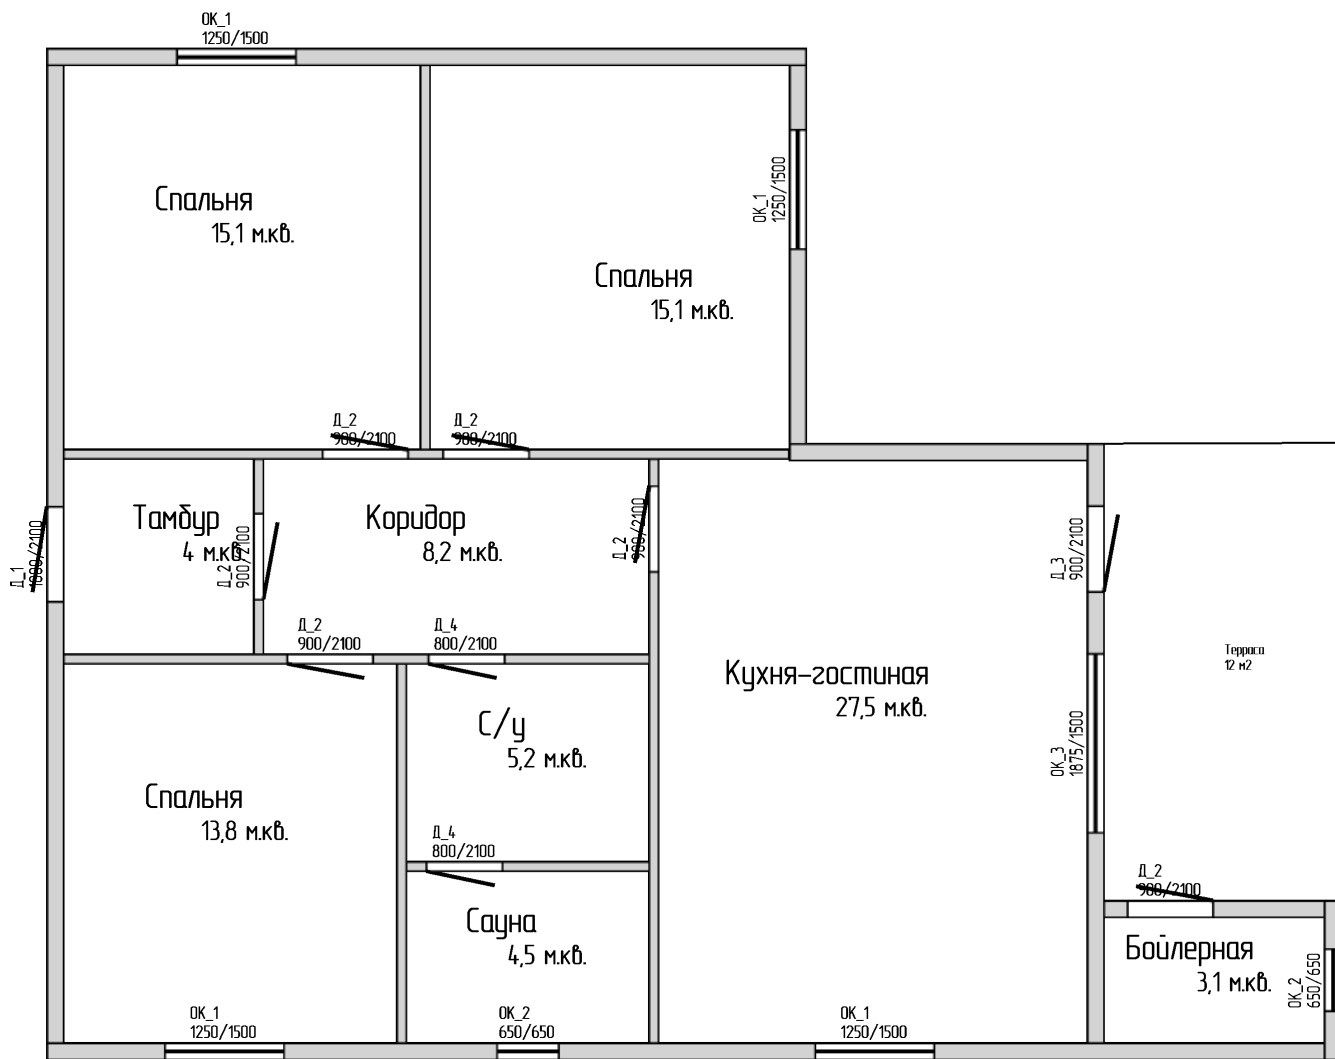 ОК_1
1250/1500
Спальня
15,1 м.кв.
ОК_1
1250/1500
Спальня
15,1 м.кв.
Д_2
900/2100
Д_2
900/2100
Тамбур
4 м.кв.
Д_1
1000/2100
Д_2
900/2100
Коридор
8,2 м.кв.
Д_2
900/2100
Д_3
900/2100
Д_2
900/2100
Д_4
800/2100
Терраса
12 м2
Кухня-гостиная
27,5 м.кв.
С/у
5,2 м.кв.
ОК_3
1875/1500
Спальня
13,8 м.кв.
Д_4
800/2100
Д_2
900/2100
Сауна
4,5 м.кв.
Бойлерная
3,1 м.кв.
ОК_2
650/650
ОК_1
1250/1500
ОК_2
650/650
ОК_1
1250/1500